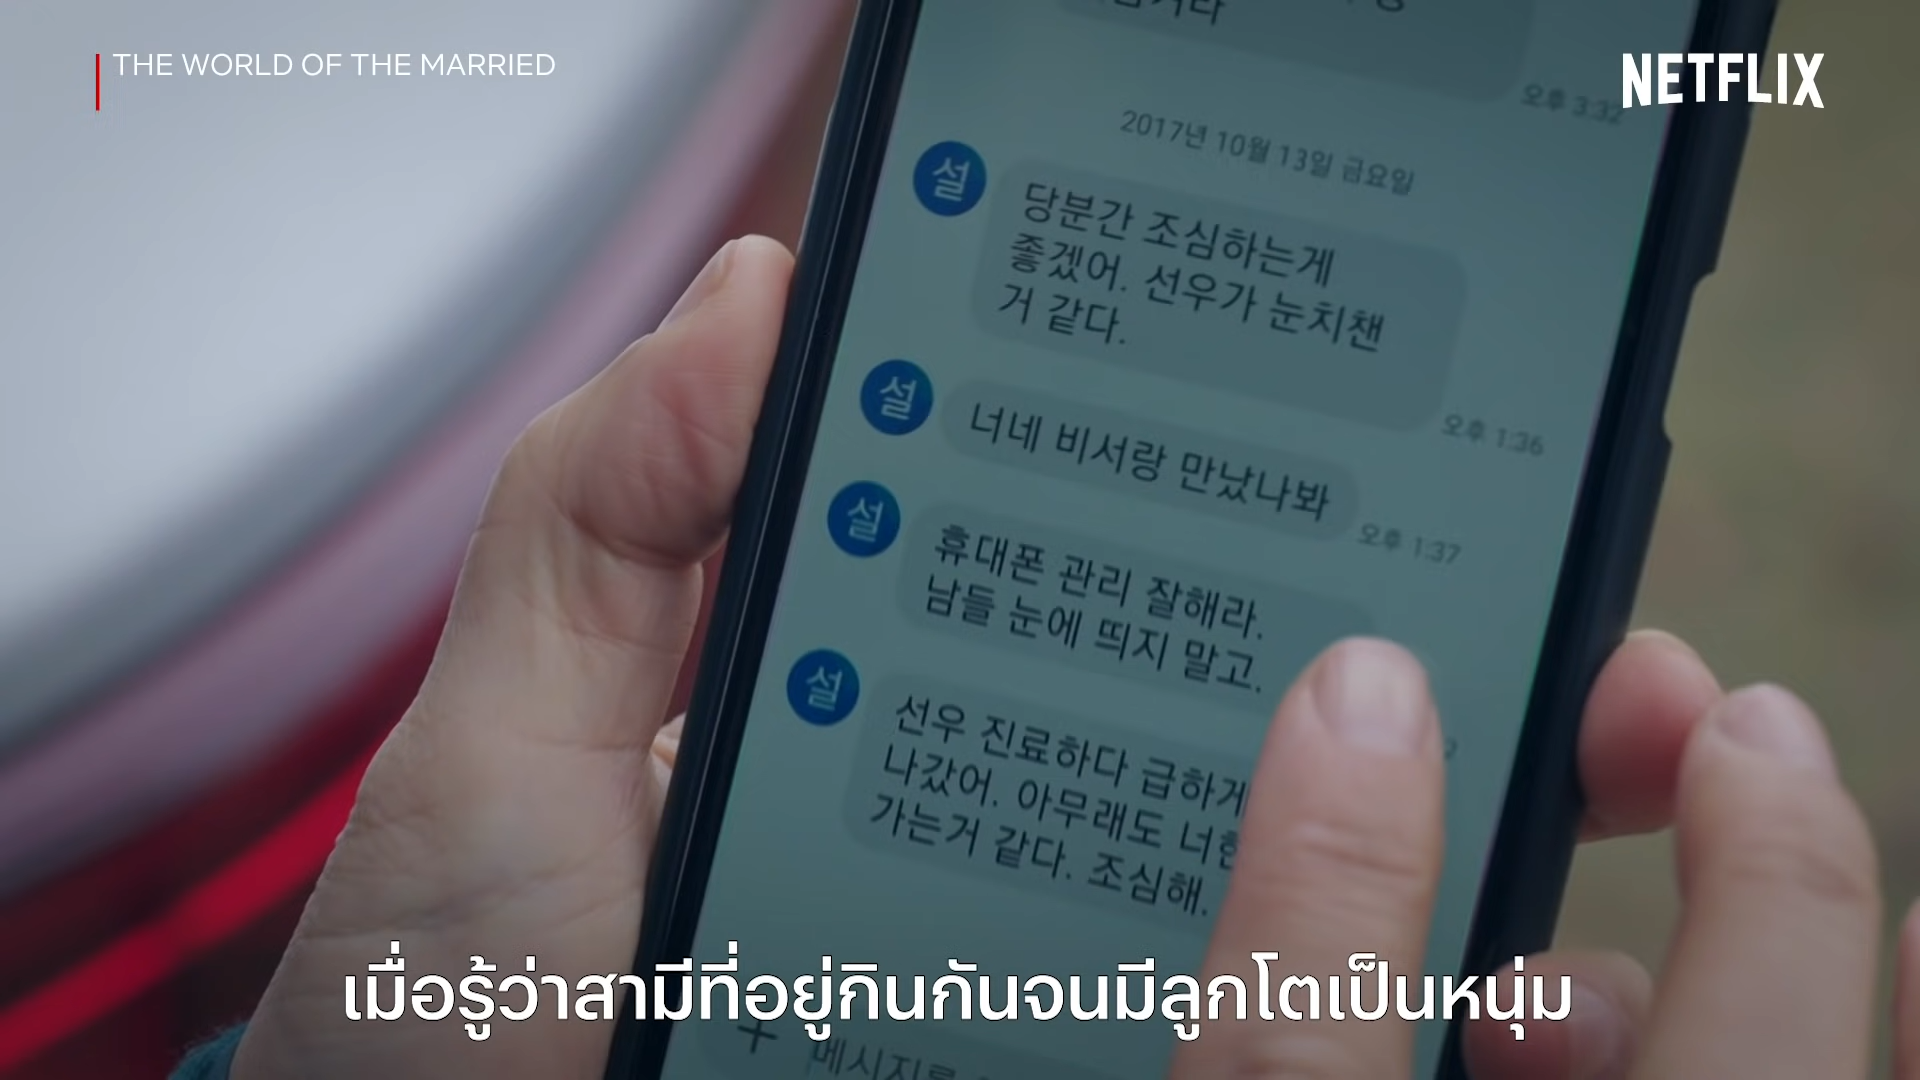 THE WORLD OF THE MARRIED
NETFLIX
오후 3:32
2017년 10월 13일 금요일
설
당분간 조심하는게
좋겠어. 선우가 눈치챈
거 같다.
오후 1:36
설
너네 비서랑 만났나봐
오후 1:37
설
휴대폰 관리 잘해라.
남들 눈에 띄지 말고.
설
선우 진료하다 급하게
나갔어. 아무래도
가는거 같다. 조심해.
+
เมื่อรู้ว่าสามีที่อยู่กินกันจนมีลูกโตเป็นหนุ่ม